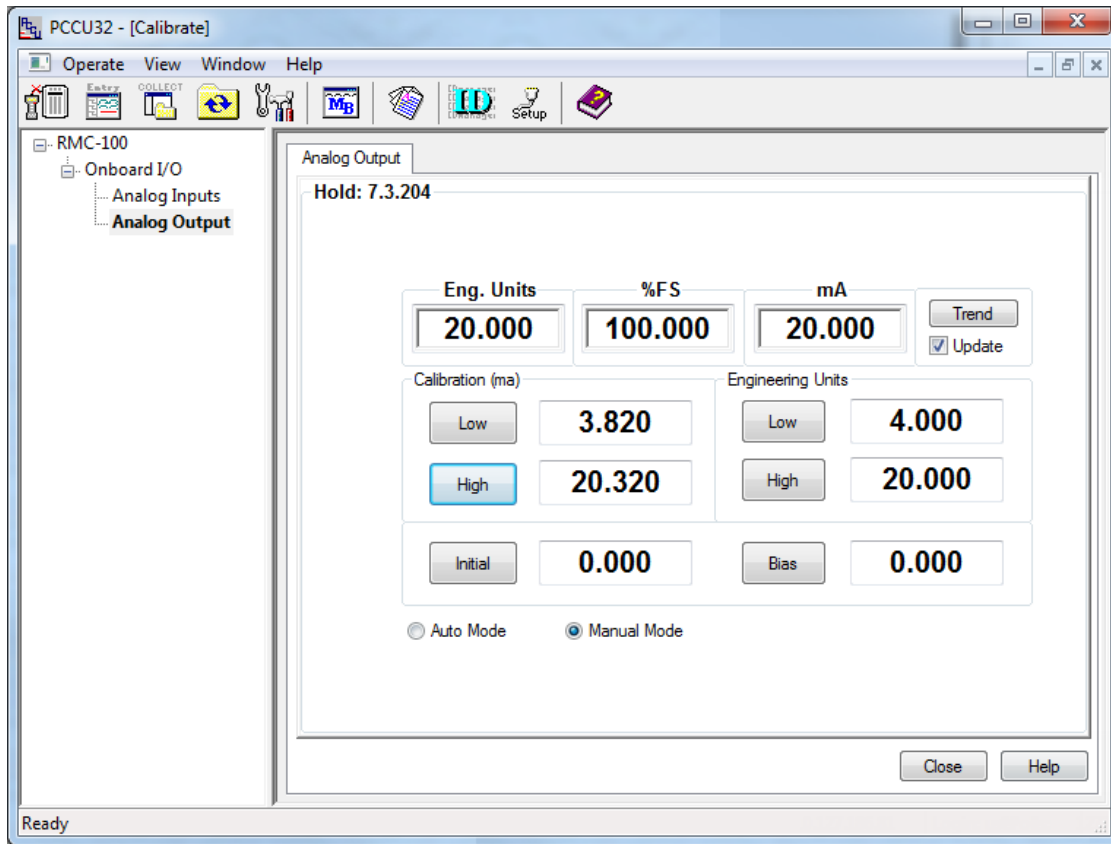 PCCU32 - [Calibrate]
Operate View Window Help
Entry COLLECT MB ID Setup ?
RMC-100
Onboard I/O
Analog Inputs
Analog Output
Analog Output
Hold: 7.3.204
Eng. Units %FS mA
20.000 100.000 20.000
Trend
Update
Calibration (ma)
Low 3.820
High 20.320
Engineering Units
Low 4.000
High 20.000
Initial 0.000
Bias 0.000
Auto Mode Manual Mode
Close Help
Ready